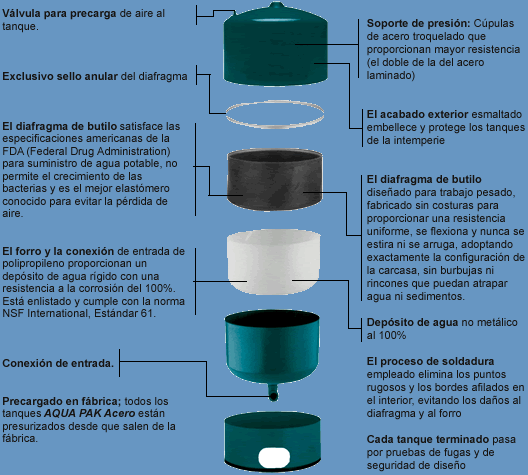 Válvula para precarga de aire al
tanque.
Exclusivo sello anular del diafragma
El diafragma de butilo satisface las
especificaciones americanas de la
FDA (Federal Drug Administration)
para suministro de agua potable, no
permite el crecimiento de las
bacterias y es el mejor elastómero
conocido para evitar la pérdida de
aire.
El forro y la conexión de entrada de
polipropileno proporcionan un
depósito de agua rígido con una
resistencia a la corrosión del 100%.
Está enlistado y cumple con la norma
NSF International, Estándar 61.
Conexión de entrada.
Precargado en fábrica; todos los
tanques AQUA PAK Acero están
presurizados desde que salen de la
fábrica.
Soporte de presión: Cúpulas
de acero troquelado que
proporcionan mayor resistencia
(el doble de la del acero
laminado)
El acabado exterior esmaltado
embellece y protege los tanques
de la intemperie
El diafragma de butilo
diseñado para trabajo pesado,
fabricado sin costuras para
proporcionar una resistencia
uniforme, se flexiona y nunca se
estira ni se arruga, adoptando
exactamente la configuración de
la carcasa, sin burbujas ni
rincones que puedan atrapar
agua ni sedimentos.
Depósito de agua no metálico
al 100%
El proceso de soldadura
empleado elimina los puntos
rugosos y los bordes afilados en
el interior, evitando los daños al
diafragma y al forro
Cada tanque terminado pasa
por pruebas de fugas y de
seguridad de diseño